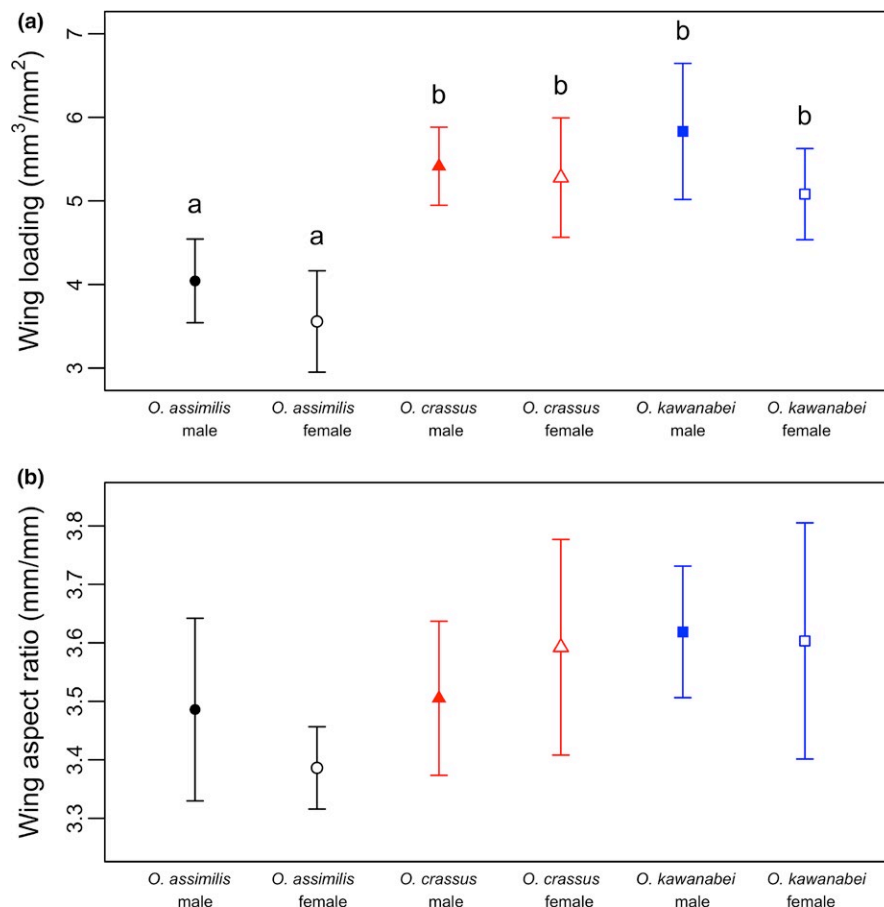 (a)
Wing loading (mm³/mm²)
7
6
5
4
3
a
a
b
b
b
b
O. assimilis O. assimilis O. crassus O. crassus O. kawanabei O. kawanabei
male female male female male female
(b)
Wing aspect ratio (mm/mm)
3.8
3.7
3.6
3.5
3.4
3.3
O. assimilis O. assimilis O. crassus O. crassus O. kawanabei O. kawanabei
male female male female male female